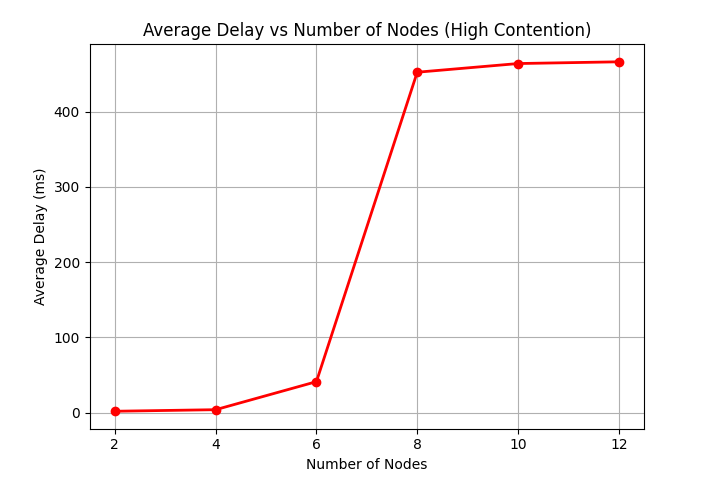 Average Delay vs Number of Nodes (High Contention)
400
300
200
100
0
Average Delay (ms)
2 4 6 8 10 12
Number of Nodes